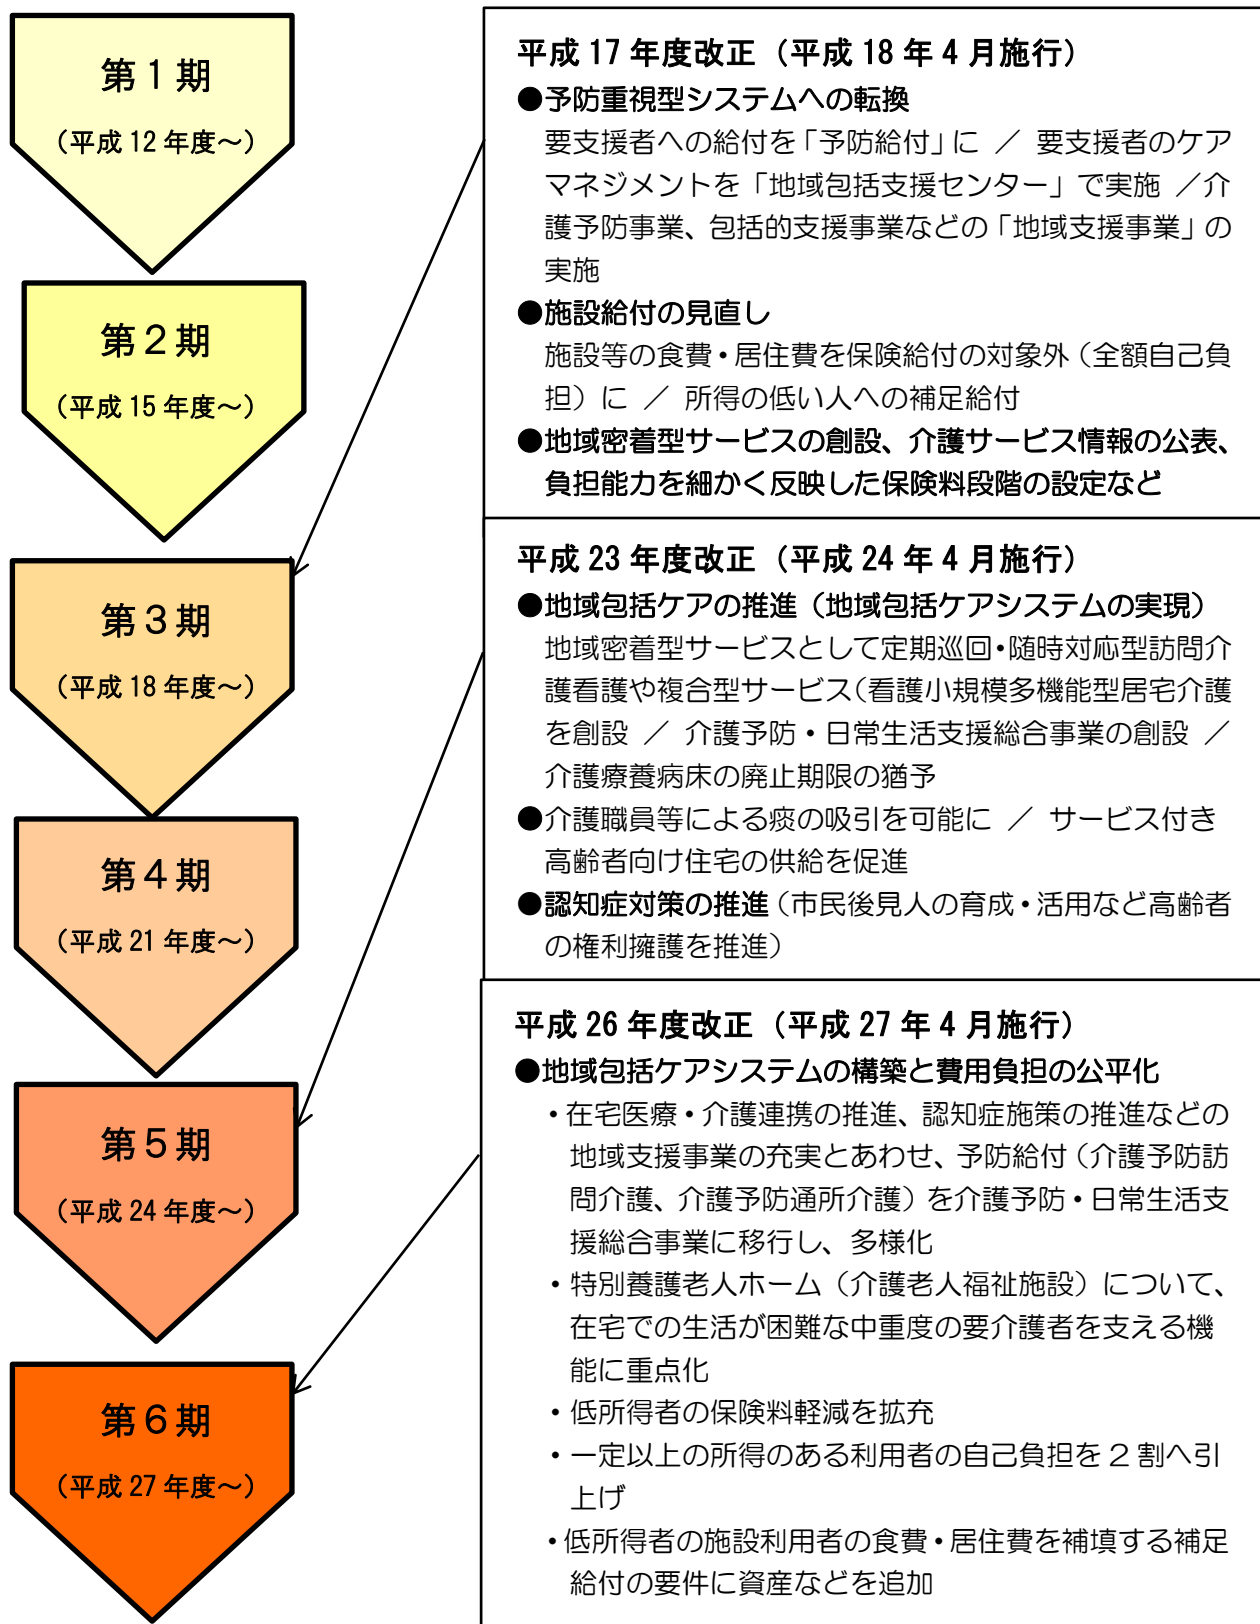 第1期
（平成 12 年度～）
第2期
（平成 15 年度～）
第3期
（平成 18 年度～）
第4期
（平成 21 年度～）
第5期
（平成 24 年度～）
第6期
（平成 27 年度～）
平成 17 年度改正（平成 18 年 4 月施行）
●予防重視型システムへの転換
要支援者への給付を「予防給付」に ／ 要支援者のケア
マネジメントを「地域包括支援センター」で実施 ／介
護予防事業、包括的支援事業などの「地域支援事業」の
実施
●施設給付の見直し
施設等の食費・居住費を保険給付の対象外（全額自己負
担）に ／ 所得の低い人への補足給付
●地域密着型サービスの創設、介護サービス情報の公表、
負担能力を細かく反映した保険料段階の設定など
平成 23 年度改正（平成 24 年 4 月施行）
●地域包括ケアの推進（地域包括ケアシステムの実現）
地域密着型サービスとして定期巡回・随時対応型訪問介
護看護や複合型サービス（看護小規模多機能型居宅介護
を創設 ／ 介護予防・日常生活支援総合事業の創設 ／
介護療養病床の廃止期限の猶予
●介護職員等による痰の吸引を可能に ／ サービス付き
高齢者向け住宅の供給を促進
●認知症対策の推進（市民後見人の育成・活用など高齢者
の権利擁護を推進）
平成 26 年度改正（平成 27 年 4 月施行）
●地域包括ケアシステムの構築と費用負担の公平化
・在宅医療・介護連携の推進、認知症施策の推進などの
地域支援事業の充実とあわせ、予防給付（介護予防訪
問介護、介護予防通所介護）を介護予防・日常生活支
援総合事業に移行し、多様化
・特別養護老人ホーム（介護老人福祉施設）について、
在宅での生活が困難な中重度の要介護者を支える機
能に重点化
・低所得者の保険料軽減を拡充
・一定以上の所得のある利用者の自己負担を 2 割へ引
上げ
・低所得者の施設利用者の食費・居住費を補填する補足
給付の要件に資産などを追加